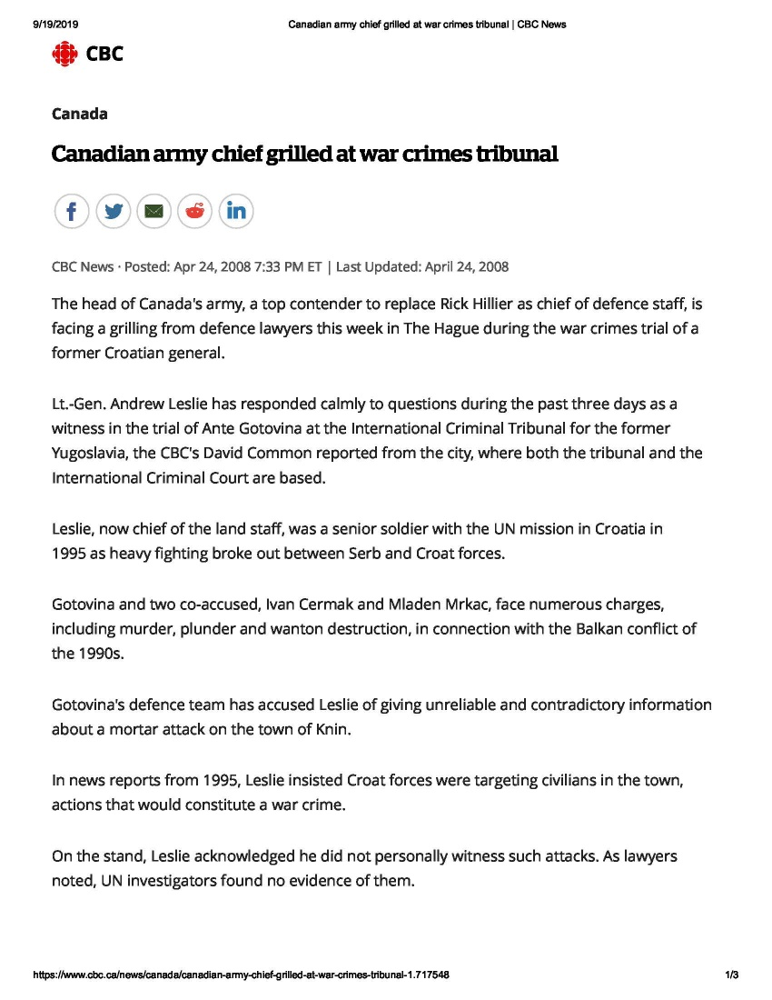 9/19/2019 Canadian army chief grilled at war crimes tribunal | CBC News
CBC
Canada
Canadian army chief grilled at war crimes tribunal
CBC News · Posted: Apr 24, 2008 7:33 PM ET | Last Updated: April 24, 2008
The head of Canada's army, a top contender to replace Rick Hillier as chief of defence staff, is
facing a grilling from defence lawyers this week in The Hague during the war crimes trial of a
former Croatian general.
Lt.-Gen. Andrew Leslie has responded calmly to questions during the past three days as a
witness in the trial of Ante Gotovina at the International Criminal Tribunal for the former
Yugoslavia, the CBC's David Common reported from the city, where both the tribunal and the
International Criminal Court are based.
Leslie, now chief of the land staff, was a senior soldier with the UN mission in Croatia in
1995 as heavy fighting broke out between Serb and Croat forces.
Gotovina and two co-accused, Ivan Cermak and Mladen Mrkac, face numerous charges,
including murder, plunder and wanton destruction, in connection with the Balkan conflict of
the 1990s.
Gotovina's defence team has accused Leslie of giving unreliable and contradictory information
about a mortar attack on the town of Knin.
In news reports from 1995, Leslie insisted Croat forces were targeting civilians in the town,
actions that would constitute a war crime.
On the stand, Leslie acknowledged he did not personally witness such attacks. As lawyers
noted, UN investigators found no evidence of them.
https://www.cbc.ca/news/canada/canadian-army-chief-grilled-at-war-crimes-tribunal-1.717548 1/3